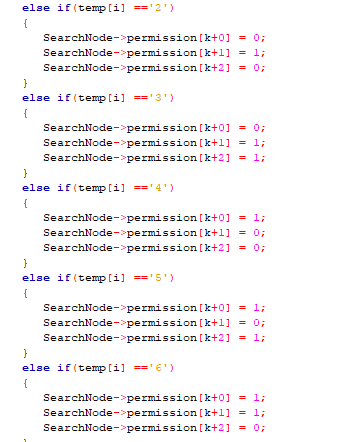 else if(temp[i] =='2')
{
SearchNode->permission[k+0] = 0;
SearchNode->permission[k+1] = 1;
SearchNode->permission[k+2] = 0;
}
else if(temp[i] =='3')
{
SearchNode->permission[k+0] = 0;
SearchNode->permission[k+1] = 1;
SearchNode->permission[k+2] = 1;
}
else if(temp[i] =='4')
{
SearchNode->permission[k+0] = 1;
SearchNode->permission[k+1] = 0;
SearchNode->permission[k+2] = 0;
}
else if(temp[i] =='5')
{
SearchNode->permission[k+0] = 1;
SearchNode->permission[k+1] = 0;
SearchNode->permission[k+2] = 1;
}
else if(temp[i] =='6')
{
SearchNode->permission[k+0] = 1;
SearchNode->permission[k+1] = 1;
SearchNode->permission[k+2] = 0;
}